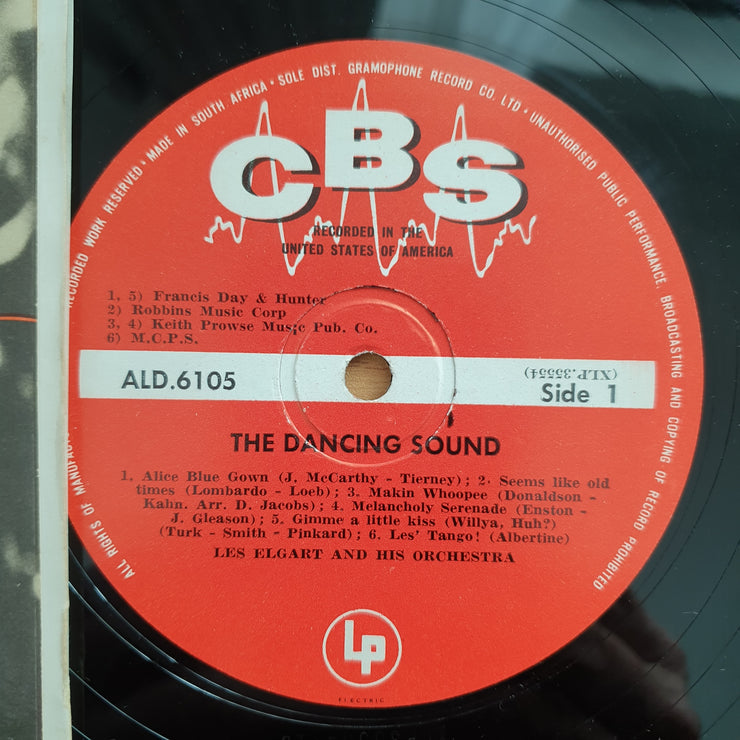 ALL RIGHTS OF MANUFACT
RECORDED WORK RESERVED · MADE IN SOUTH AFRICA · SOLE DIST. GRAMOPHONE RECORD CO. LTD · UNAUTHORISED PUBLIC PERFORMANCE, BROADCASTING AND COPYING OF RECORD PROHIBITED
CBS
RECORDED IN THE
UNITED STATES OF AMERICA
1, 5) Francis Day & Hunter
2) Robbins Music Corp
3, 4) Keith Prowse Music Pub. Co.
6) M.C.P.S.
(XLP.35554)
ALD.6105 Side 1
THE DANCING SOUND
1. Alice Blue Gown (J. McCarthy - Tierney); 2. Seems like old
times (Lombardo - Loeb); 3. Makin Whoopee (Donaldson -
Kahn. Arr. D. Jacobs); 4. Melancholy Serenade (Enston -
J. Gleason); 5. Gimme a little kiss (Willya, Huh?)
(Turk - Smith - Pinkard); 6. Les' Tango! (Albertine)
LES ELGART AND HIS ORCHESTRA
LP
ELECTRIC